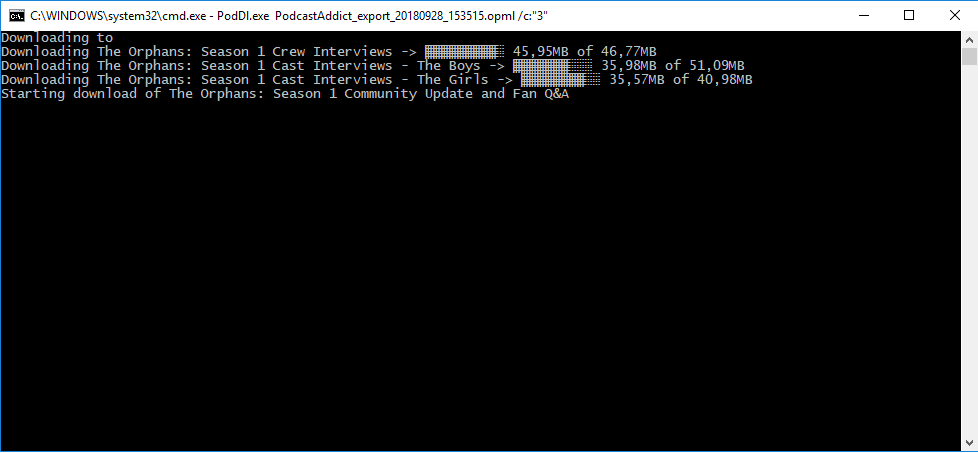 C:\WINDOWS\system32\cmd.exe - PodDl.exe  PodcastAddict_export_20180928_153515.opml /c:"3"
Downloading to
Downloading The Orphans: Season 1 Crew Interviews -> ▓▓▓▓▓▓▓▓▓░ 45,95MB of 46,77MB
Downloading The Orphans: Season 1 Cast Interviews - The Boys -> ▓▓▓▓▓▓▓░░░ 35,98MB of 51,09MB
Downloading The Orphans: Season 1 Cast Interviews - The Girls -> ▓▓▓▓▓▓▓▓░░ 35,57MB of 40,98MB
Starting download of The Orphans: Season 1 Community Update and Fan Q&A